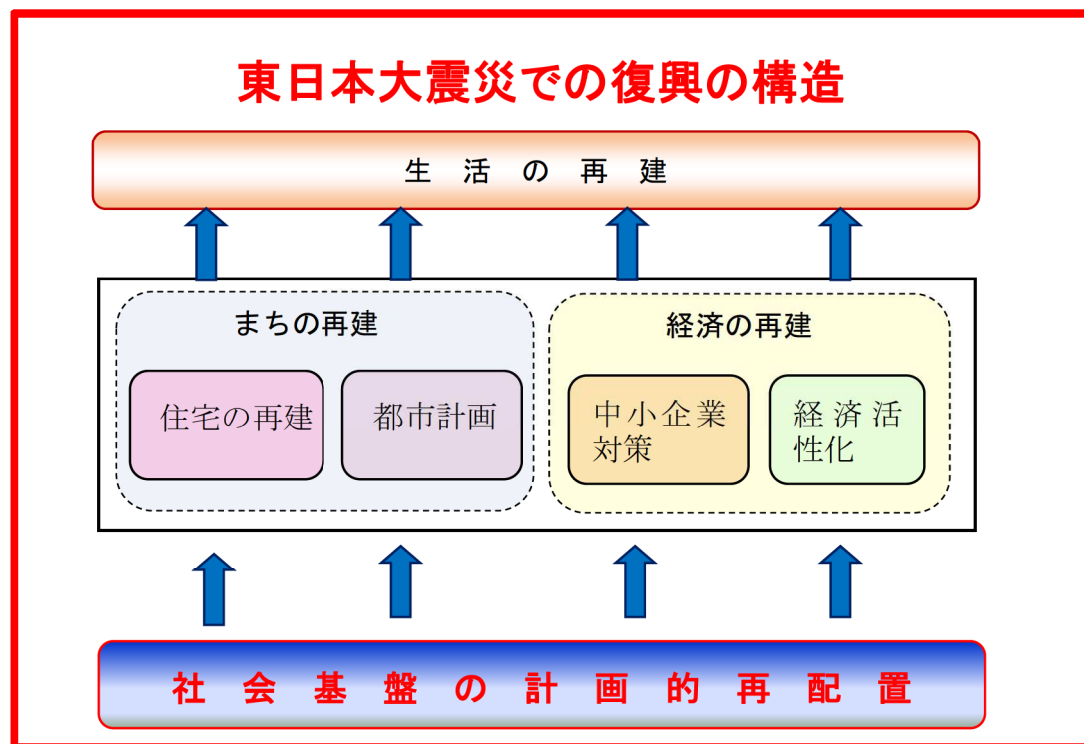 東日本大震災での復興の構造
生活の再建
まちの再建
経済の再建
住宅の再建
都市計画
中小企業
対策
経済活
性化
社会基盤の計画的再配置